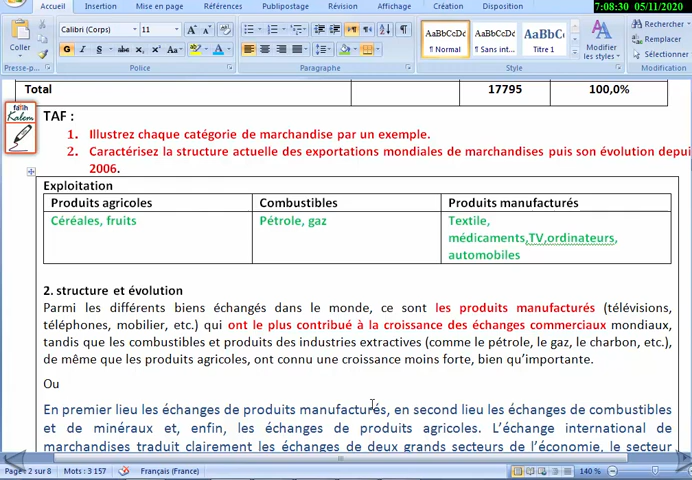 7:08:30 05/11/2020
Accueil Insertion Mise en page Références Publipostage Révision Affichage Création Disposition
Coller
Calibri (Corps) 11
AaBbCcDc AaBbCcDc AaBbC
¶ Normal ¶ Sans int... Titre 1
Modifier les styles
Rechercher
Remplacer
Sélectionner
Presse-p... Police Paragraphe Style Modification
Total 17795 100,0%
fatih
Kalem
TAF :
1. Illustrez chaque catégorie de marchandise par un exemple.
2. Caractérisez la structure actuelle des exportations mondiales de marchandises puis son évolution depui
2006.
Exploitation
Produits agricoles Combustibles Produits manufacturés
Céréales, fruits Pétrole, gaz Textile,
médicaments,TV,ordinateurs,
automobiles
2. structure et évolution
Parmi les différents biens échangés dans le monde, ce sont les produits manufacturés (télévisions,
téléphones, mobilier, etc.) qui ont le plus contribué à la croissance des échanges commerciaux mondiaux,
tandis que les combustibles et produits des industries extractives (comme le pétrole, le gaz, le charbon, etc.),
de même que les produits agricoles, ont connu une croissance moins forte, bien qu’importante.
Ou
En premier lieu les échanges de produits manufacturés, en second lieu les échanges de combustibles
et de minéraux et, enfin, les échanges de produits agricoles. L’échange international de
marchandises traduit clairement les échanges de deux grands secteurs de l’économie, le secteur
Page : 2 sur 8 Mots : 3 157 Français (France) 140 %